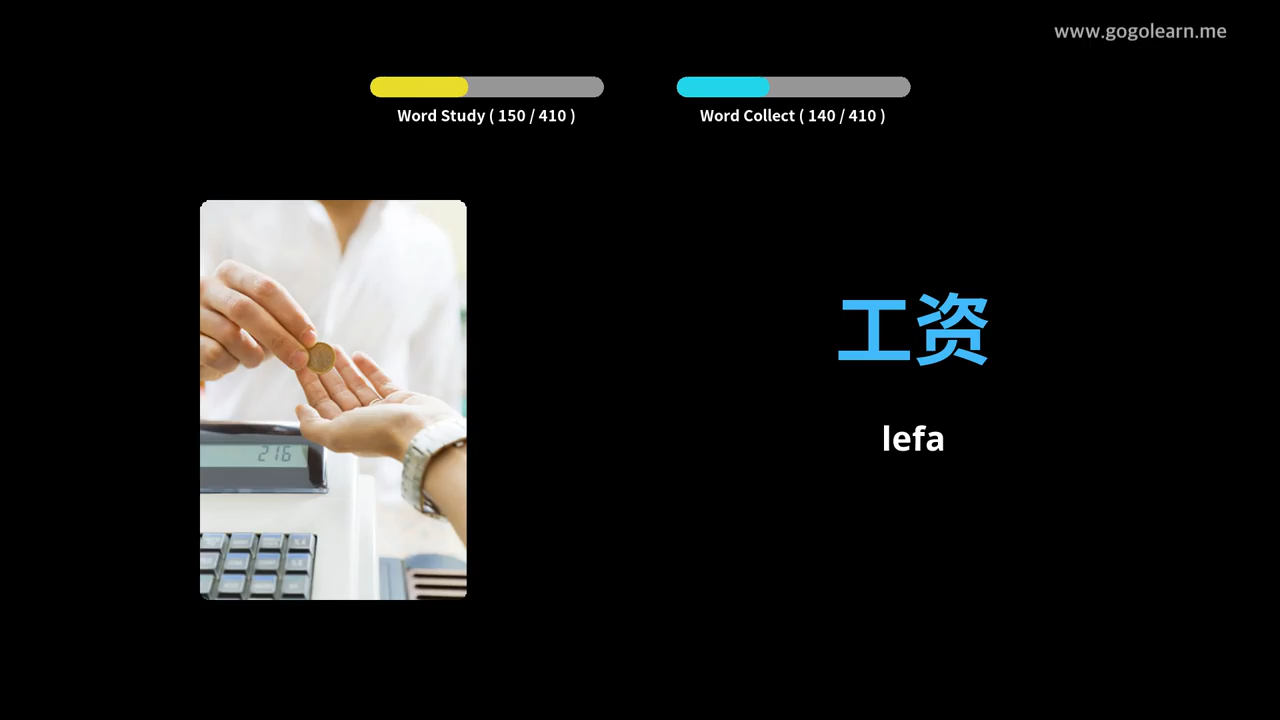 www.gogolearn.me
Word Study ( 150 / 410 )
Word Collect ( 140 / 410 )
工资
lefa
216